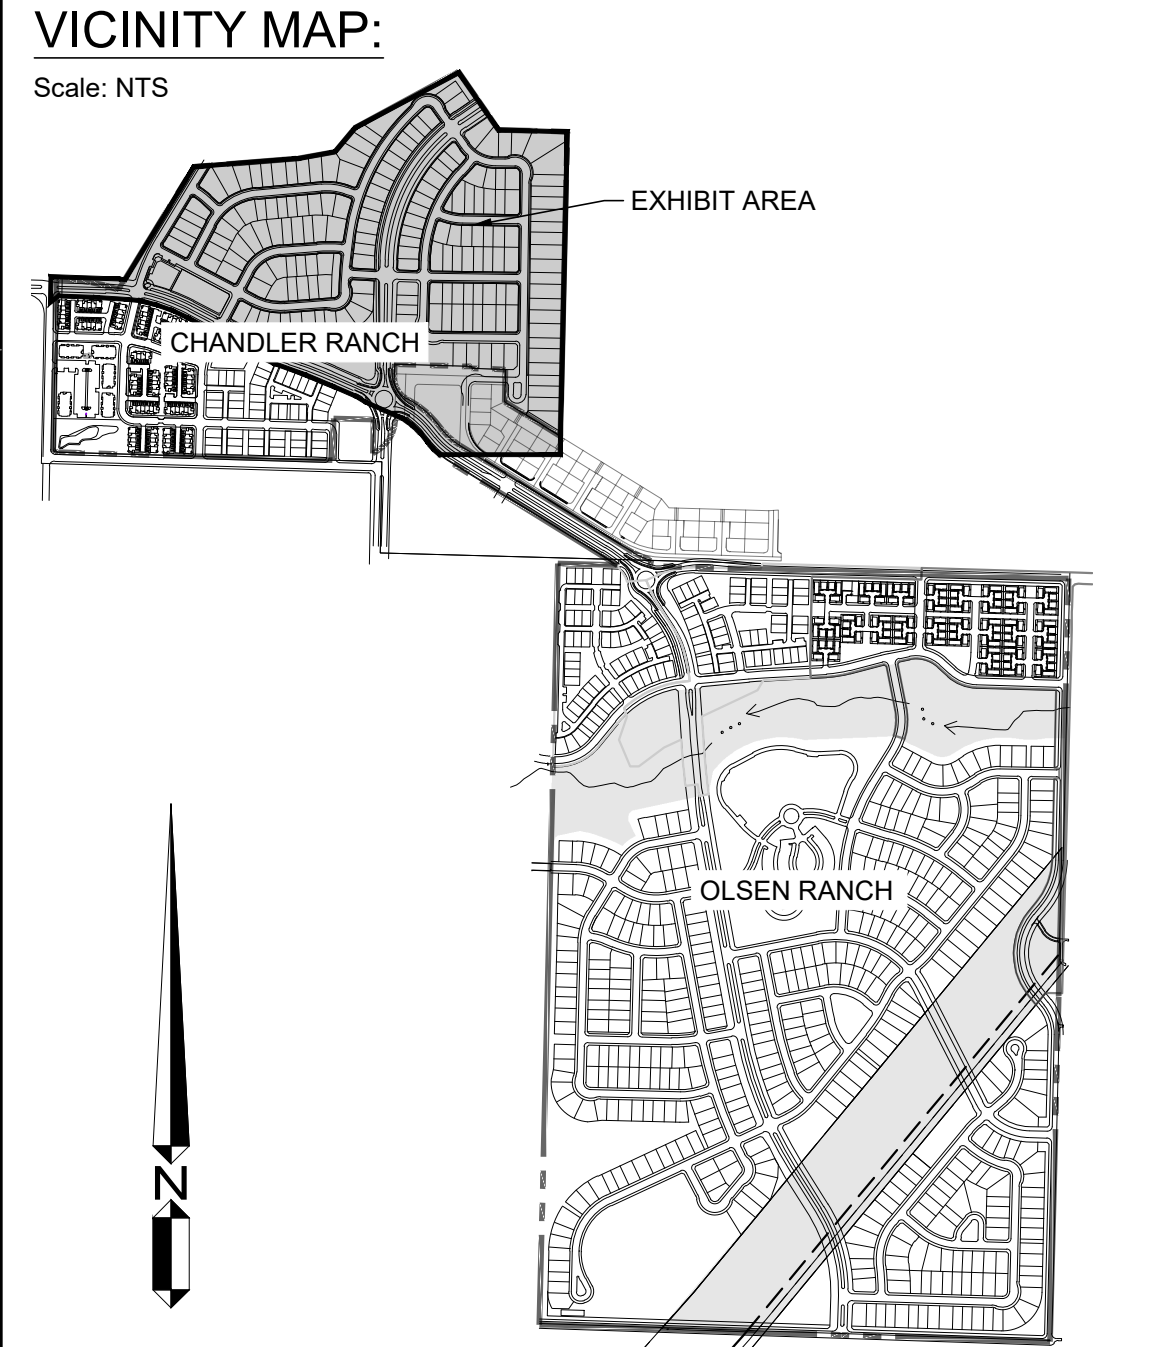 VICINITY MAP:
Scale: NTS
EXHIBIT AREA
CHANDLER RANCH
OLSEN RANCH
N